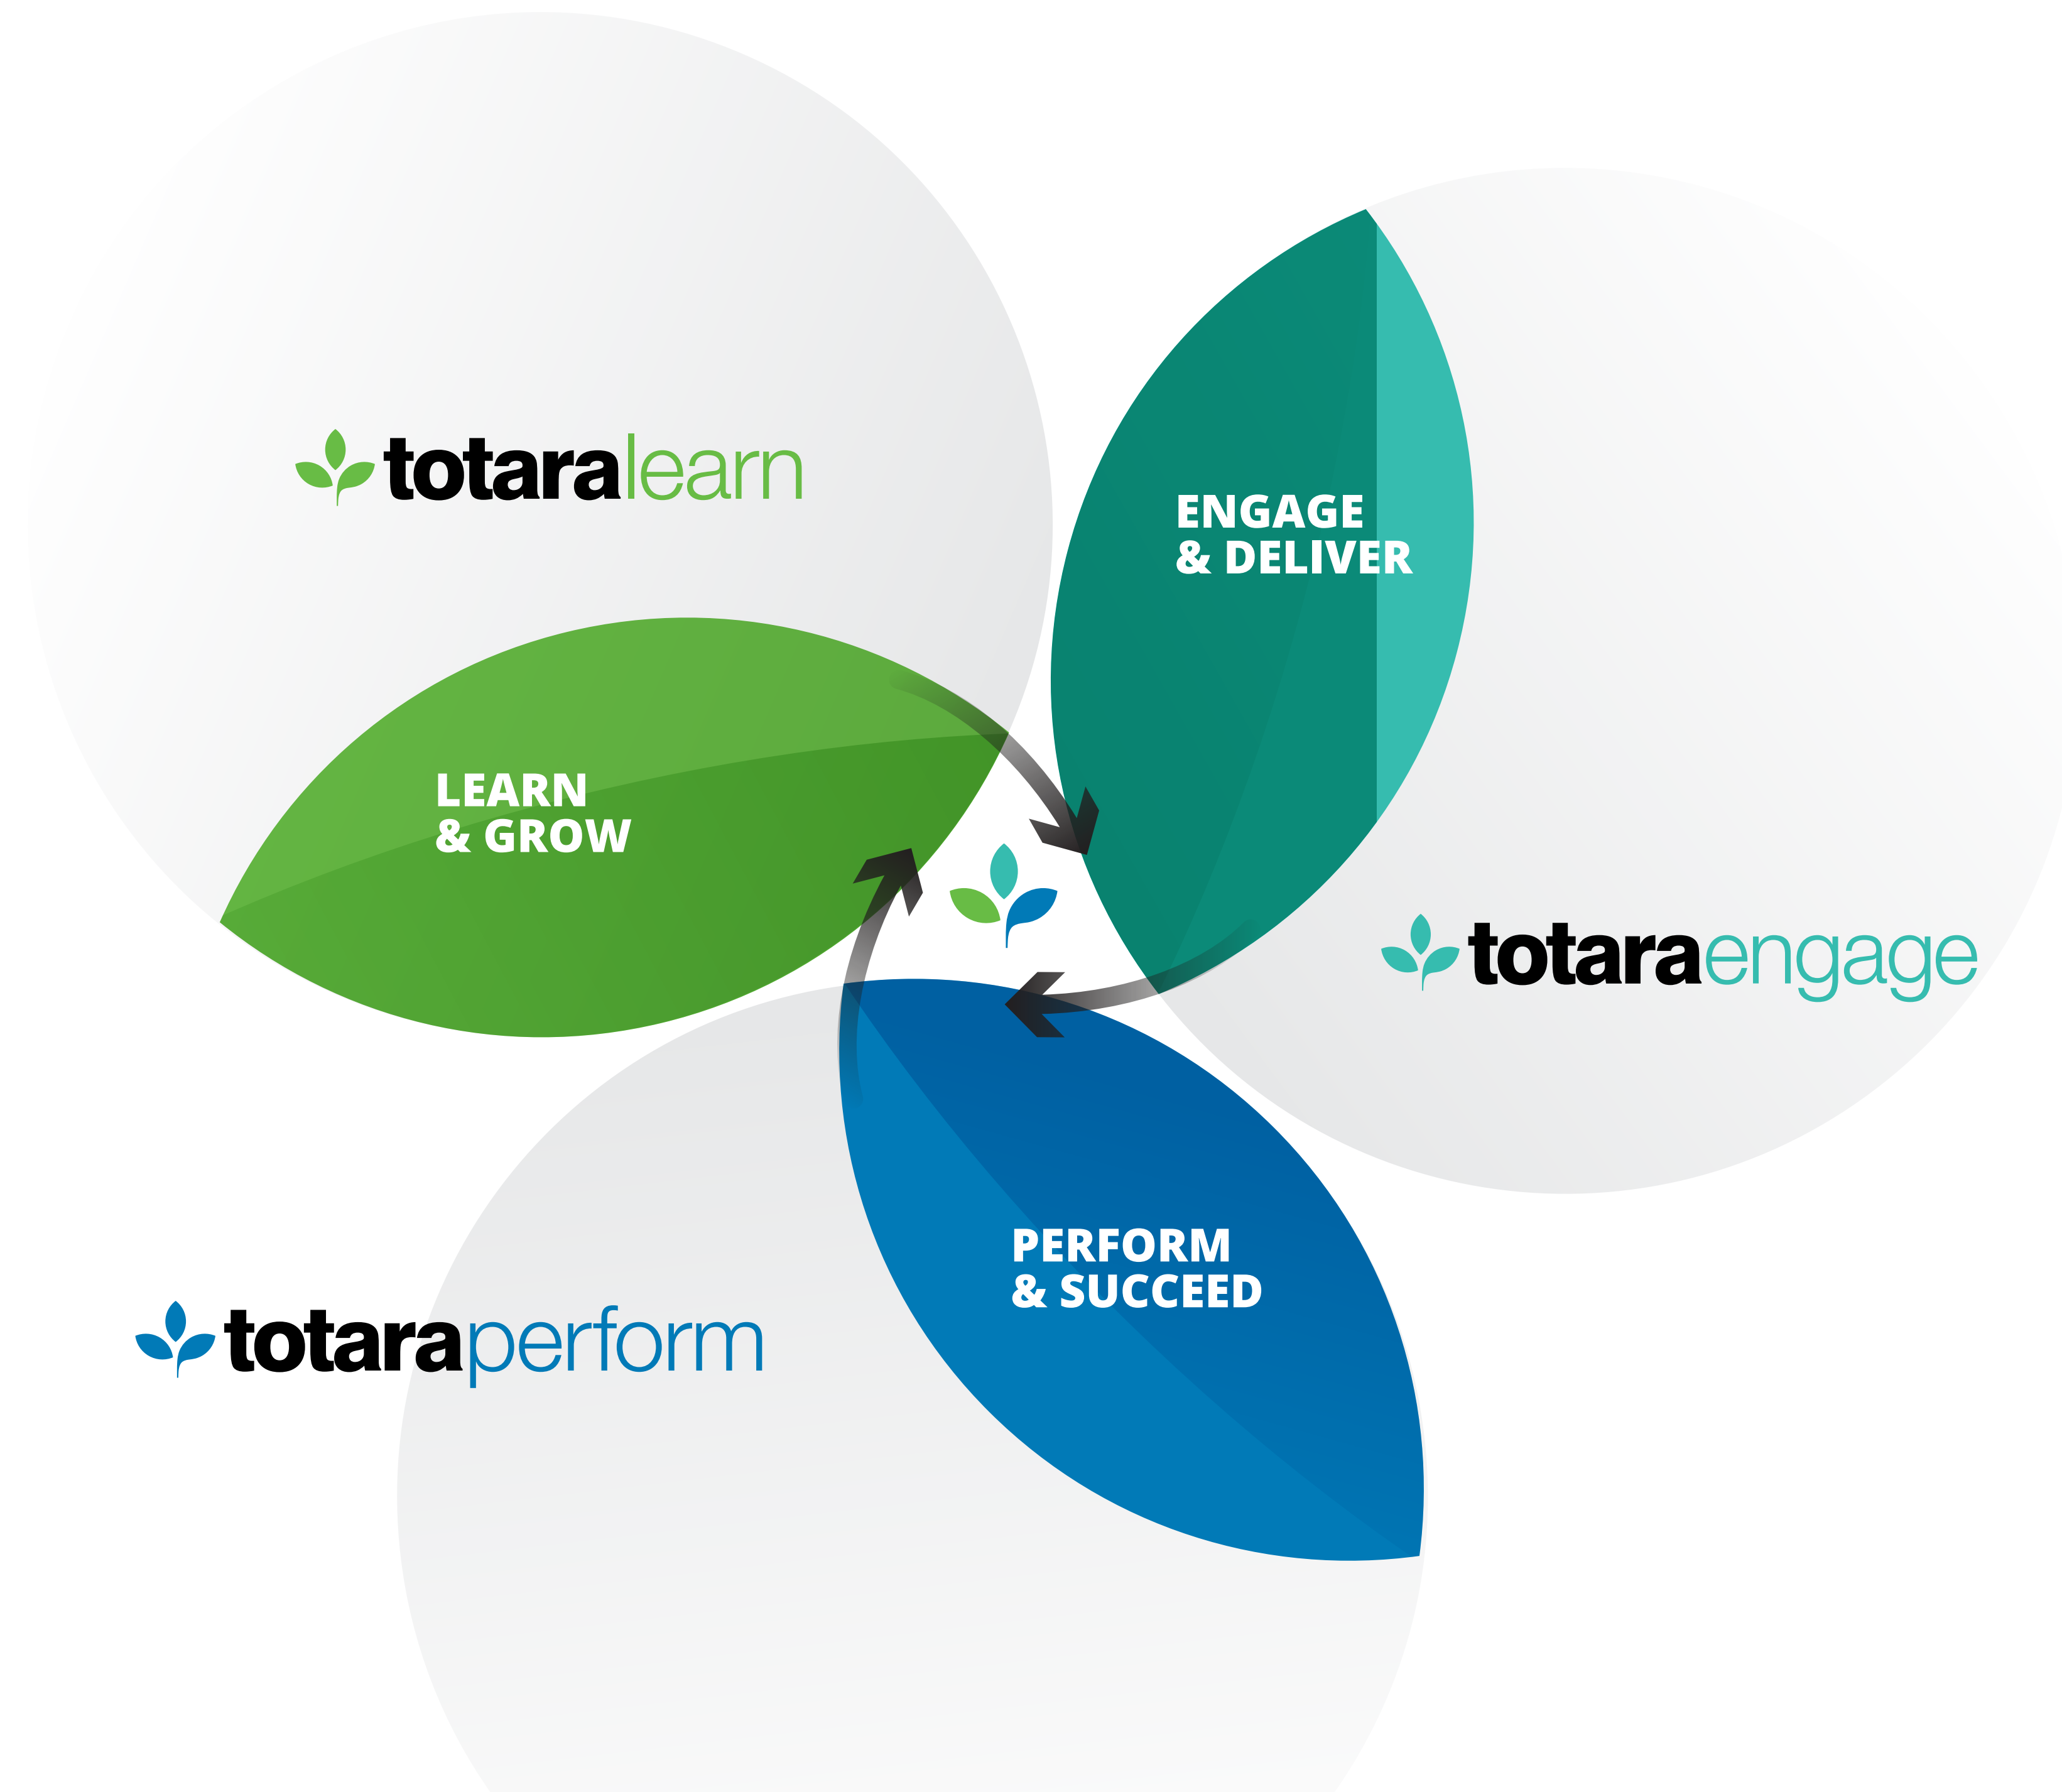 totaralearn
ENGAGE
& DELIVER
LEARN
& GROW
totaraengage
PERFORM
& SUCCEED
totaraperform